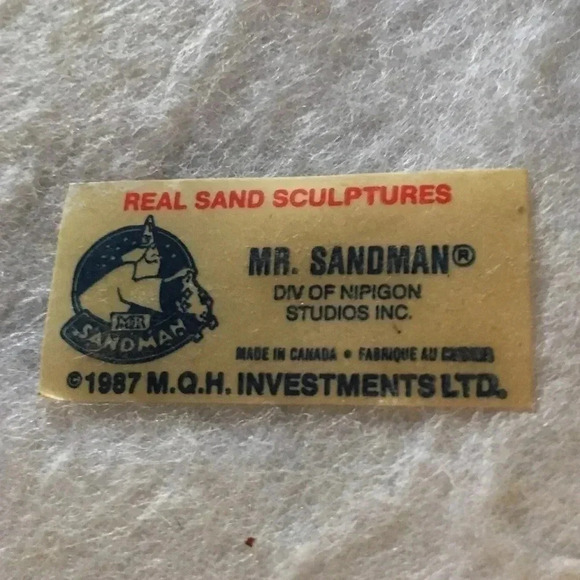 REAL SAND SCULPTURES
MR
SANDMAN
MR. SANDMAN®
DIV OF NIPIGON
STUDIOS INC.
MADE IN CANADA • FABRIQUE AU
©1987 M.Q.H. INVESTMENTS LTD.